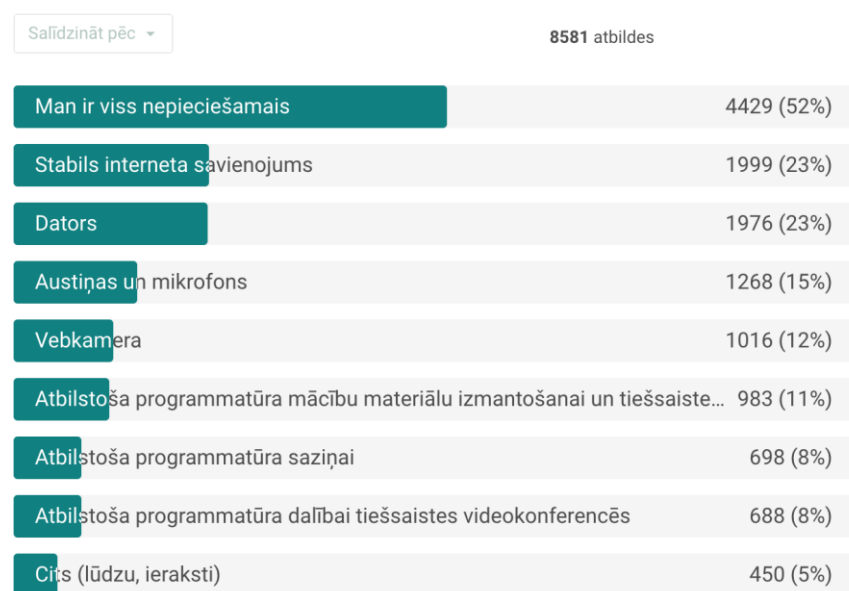 Salīdzināt pēc
8581 atbildes
Man ir viss nepieciešamais 4429 (52%)
Stabils interneta savienojums 1999 (23%)
Dators 1976 (23%)
Austiņas un mikrofons 1268 (15%)
Vebkamera 1016 (12%)
Atbilstoša programmatūra mācību materiālu izmantošanai un tiešsaiste... 983 (11%)
Atbilstoša programmatūra saziņai 698 (8%)
Atbilstoša programmatūra dalībai tiešsaistes videokonferencēs 688 (8%)
Cits (lūdzu, ieraksti) 450 (5%)